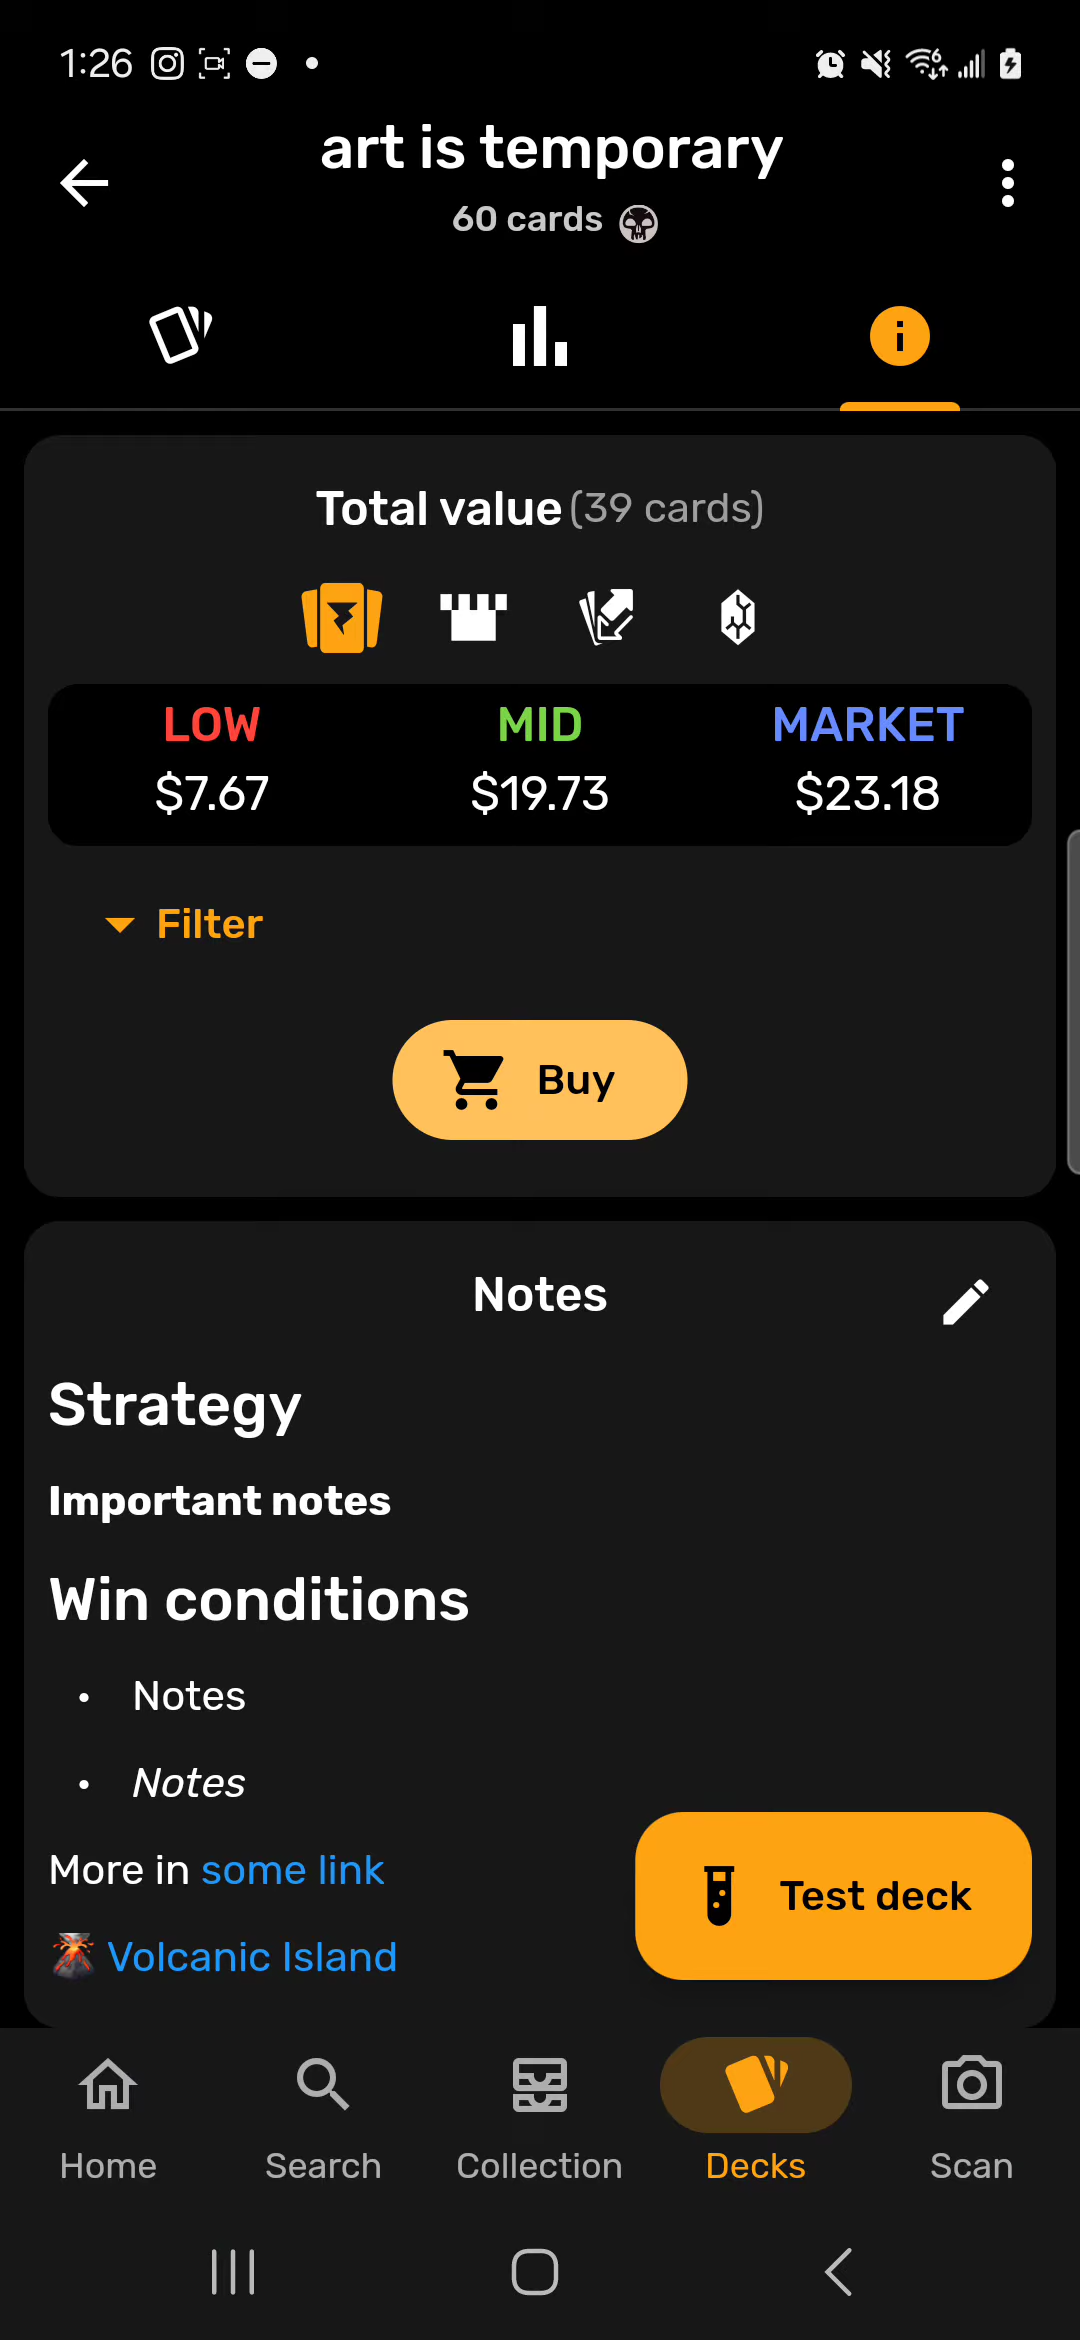 1:26
art is temporary
60 cards
Total value (39 cards)
LOW MID MARKET
$7.67 $19.73 $23.18
Filter
Buy
Notes
Strategy
Important notes
Win conditions
• Notes
• Notes
More in some link
🌋 Volcanic Island
Test deck
Home Search Collection Decks Scan